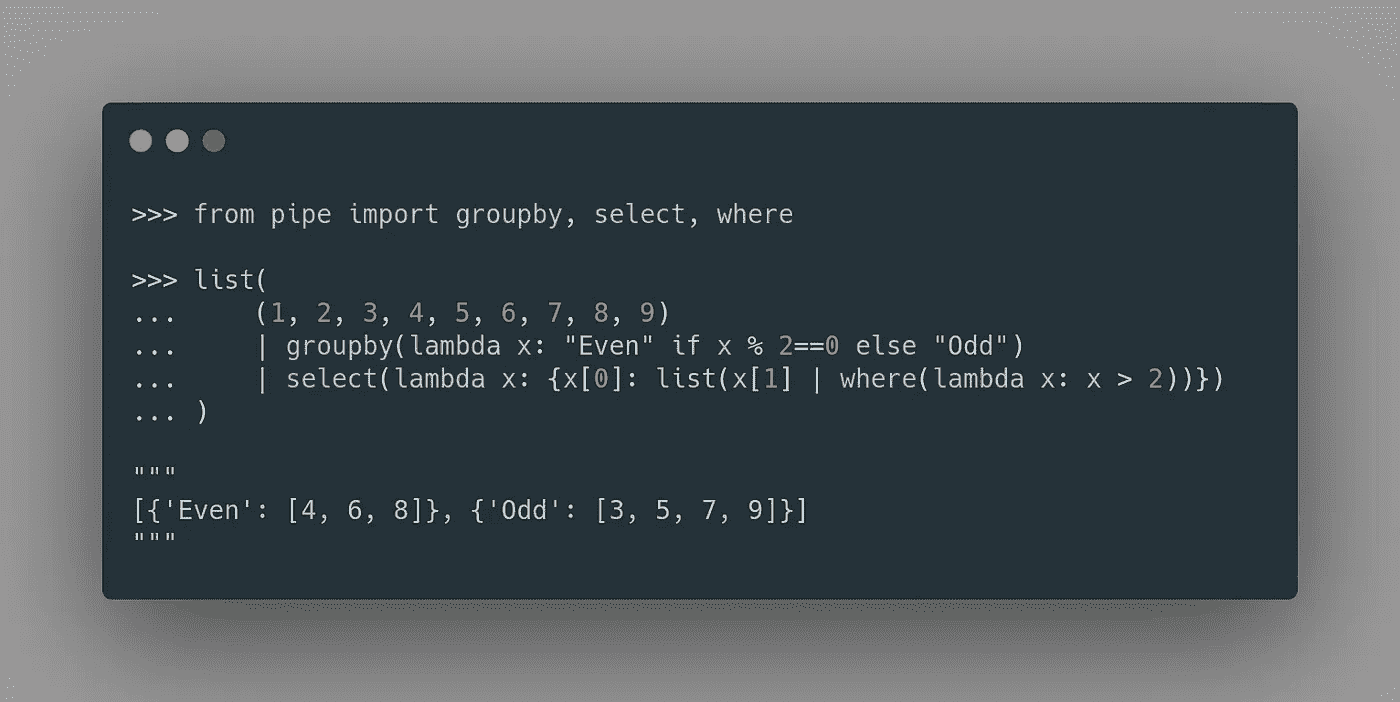 >>> from pipe import groupby, select, where
>>> list(
...     (1, 2, 3, 4, 5, 6, 7, 8, 9)
...     | groupby(lambda x: "Even" if x % 2==0 else "Odd")
...     | select(lambda x: {x[0]: list(x[1] | where(lambda x: x > 2))})
... )
"""
[{'Even': [4, 6, 8]}, {'Odd': [3, 5, 7, 9]}]
"""